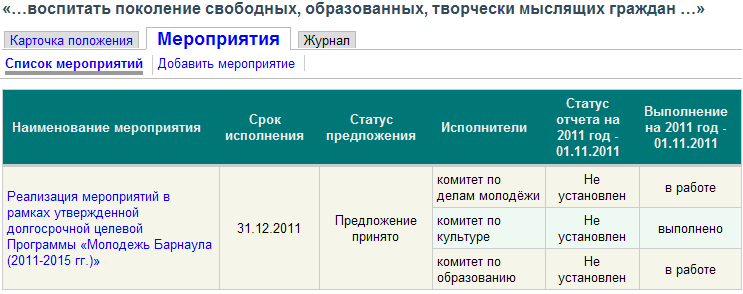 «…воспитать поколение свободных, образованных, творчески мыслящих граждан …»
Карточка положения Мероприятия Журнал
Список мероприятий Добавить мероприятие
Наименование мероприятия
Срок
исполнения
Статус
предложения
Исполнители
Статус
отчета на
2011 год -
01.11.2011
Выполнение
на 2011 год -
01.11.2011
Реализация мероприятий в
рамках утвержденной
долгосрочной целевой
Программы «Молодежь Барнаула
(2011-2015 гг.)»
31.12.2011
Предложение
принято
комитет по
делам молодёжи
Не
установлен
в работе
комитет по
культуре
Не
установлен
выполнено
комитет по
образованию
Не
установлен
в работе